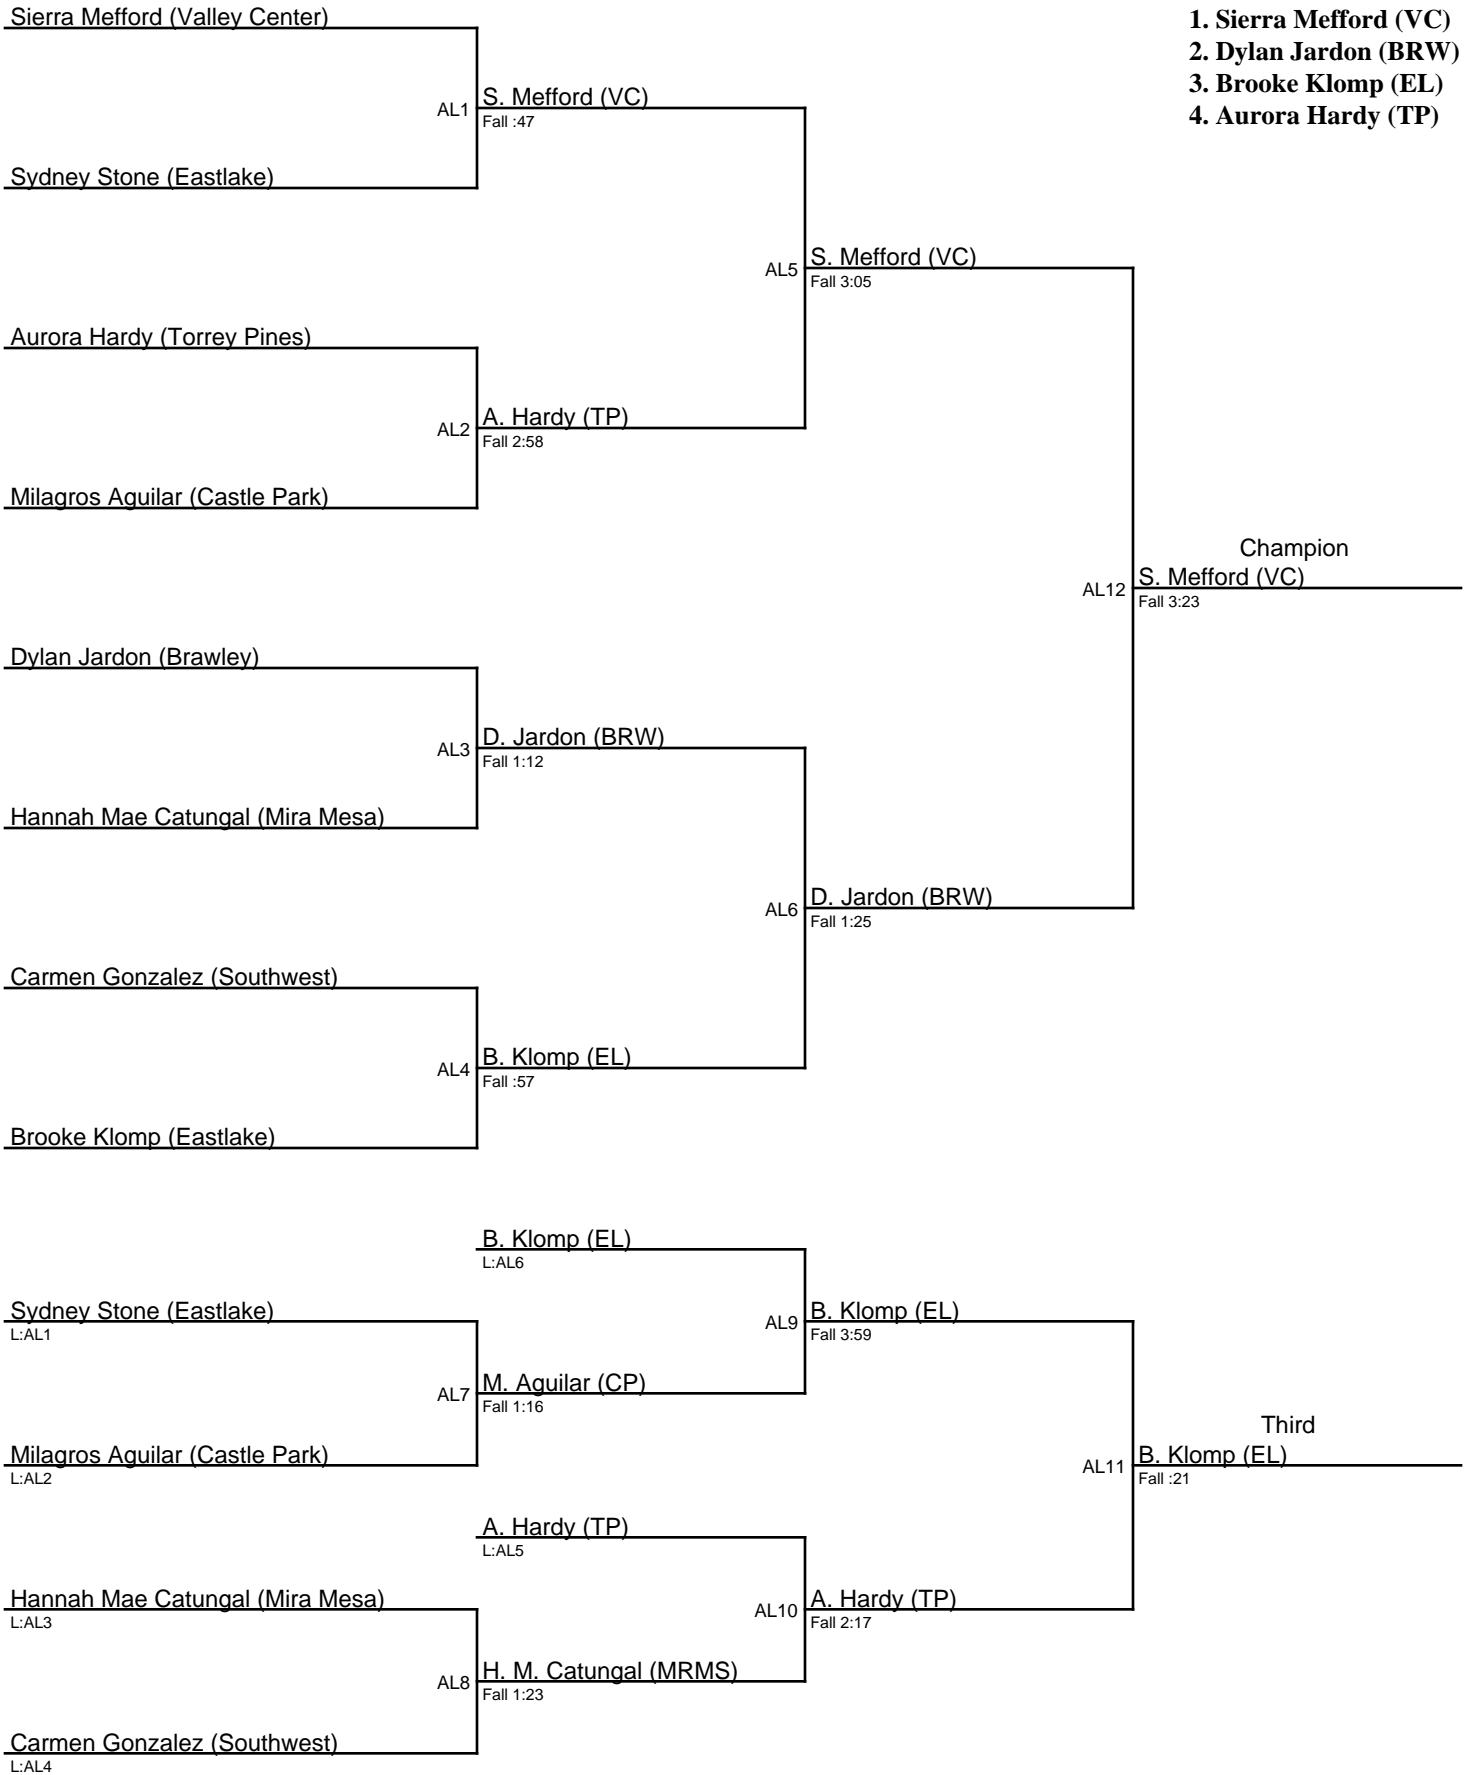 Sierra Mefford (Valley Center)
1. Sierra Mefford (VC)
2. Dylan Jardon (BRW)
3. Brooke Klomp (EL)
4. Aurora Hardy (TP)
AL1
S. Mefford (VC)
Fall :47
Sydney Stone (Eastlake)
AL5
S. Mefford (VC)
Fall 3:05
Aurora Hardy (Torrey Pines)
AL2
A. Hardy (TP)
Fall 2:58
Milagros Aguilar (Castle Park)
Champion
AL12
S. Mefford (VC)
Fall 3:23
Dylan Jardon (Brawley)
AL3
D. Jardon (BRW)
Fall 1:12
Hannah Mae Catungal (Mira Mesa)
AL6
D. Jardon (BRW)
Fall 1:25
Carmen Gonzalez (Southwest)
AL4
B. Klomp (EL)
Fall :57
Brooke Klomp (Eastlake)
B. Klomp (EL)
L:AL6
Sydney Stone (Eastlake)
L:AL1
AL9
B. Klomp (EL)
Fall 3:59
AL7
M. Aguilar (CP)
Fall 1:16
Milagros Aguilar (Castle Park)
L:AL2
Third
AL11
B. Klomp (EL)
Fall :21
A. Hardy (TP)
L:AL5
Hannah Mae Catungal (Mira Mesa)
L:AL3
AL10
A. Hardy (TP)
Fall 2:17
AL8
H. M. Catungal (MRMS)
Fall 1:23
Carmen Gonzalez (Southwest)
L:AL4